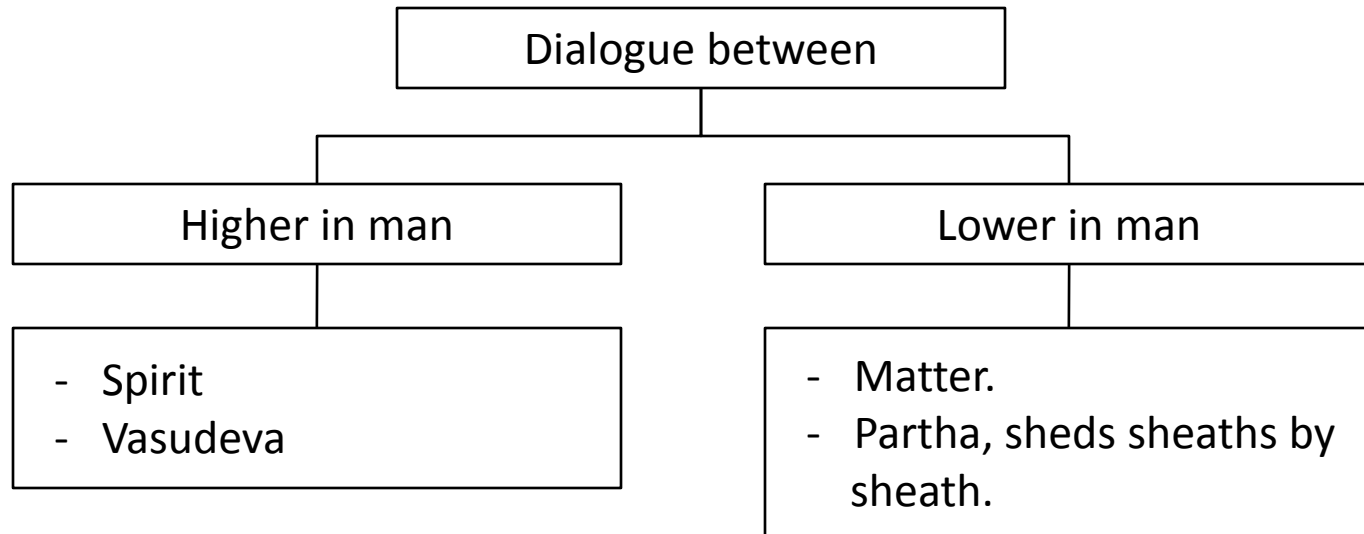 Dialogue between
Higher in man
Lower in man
- Spirit
- Vasudeva
- Matter.
- Partha, sheds sheaths by
sheath.